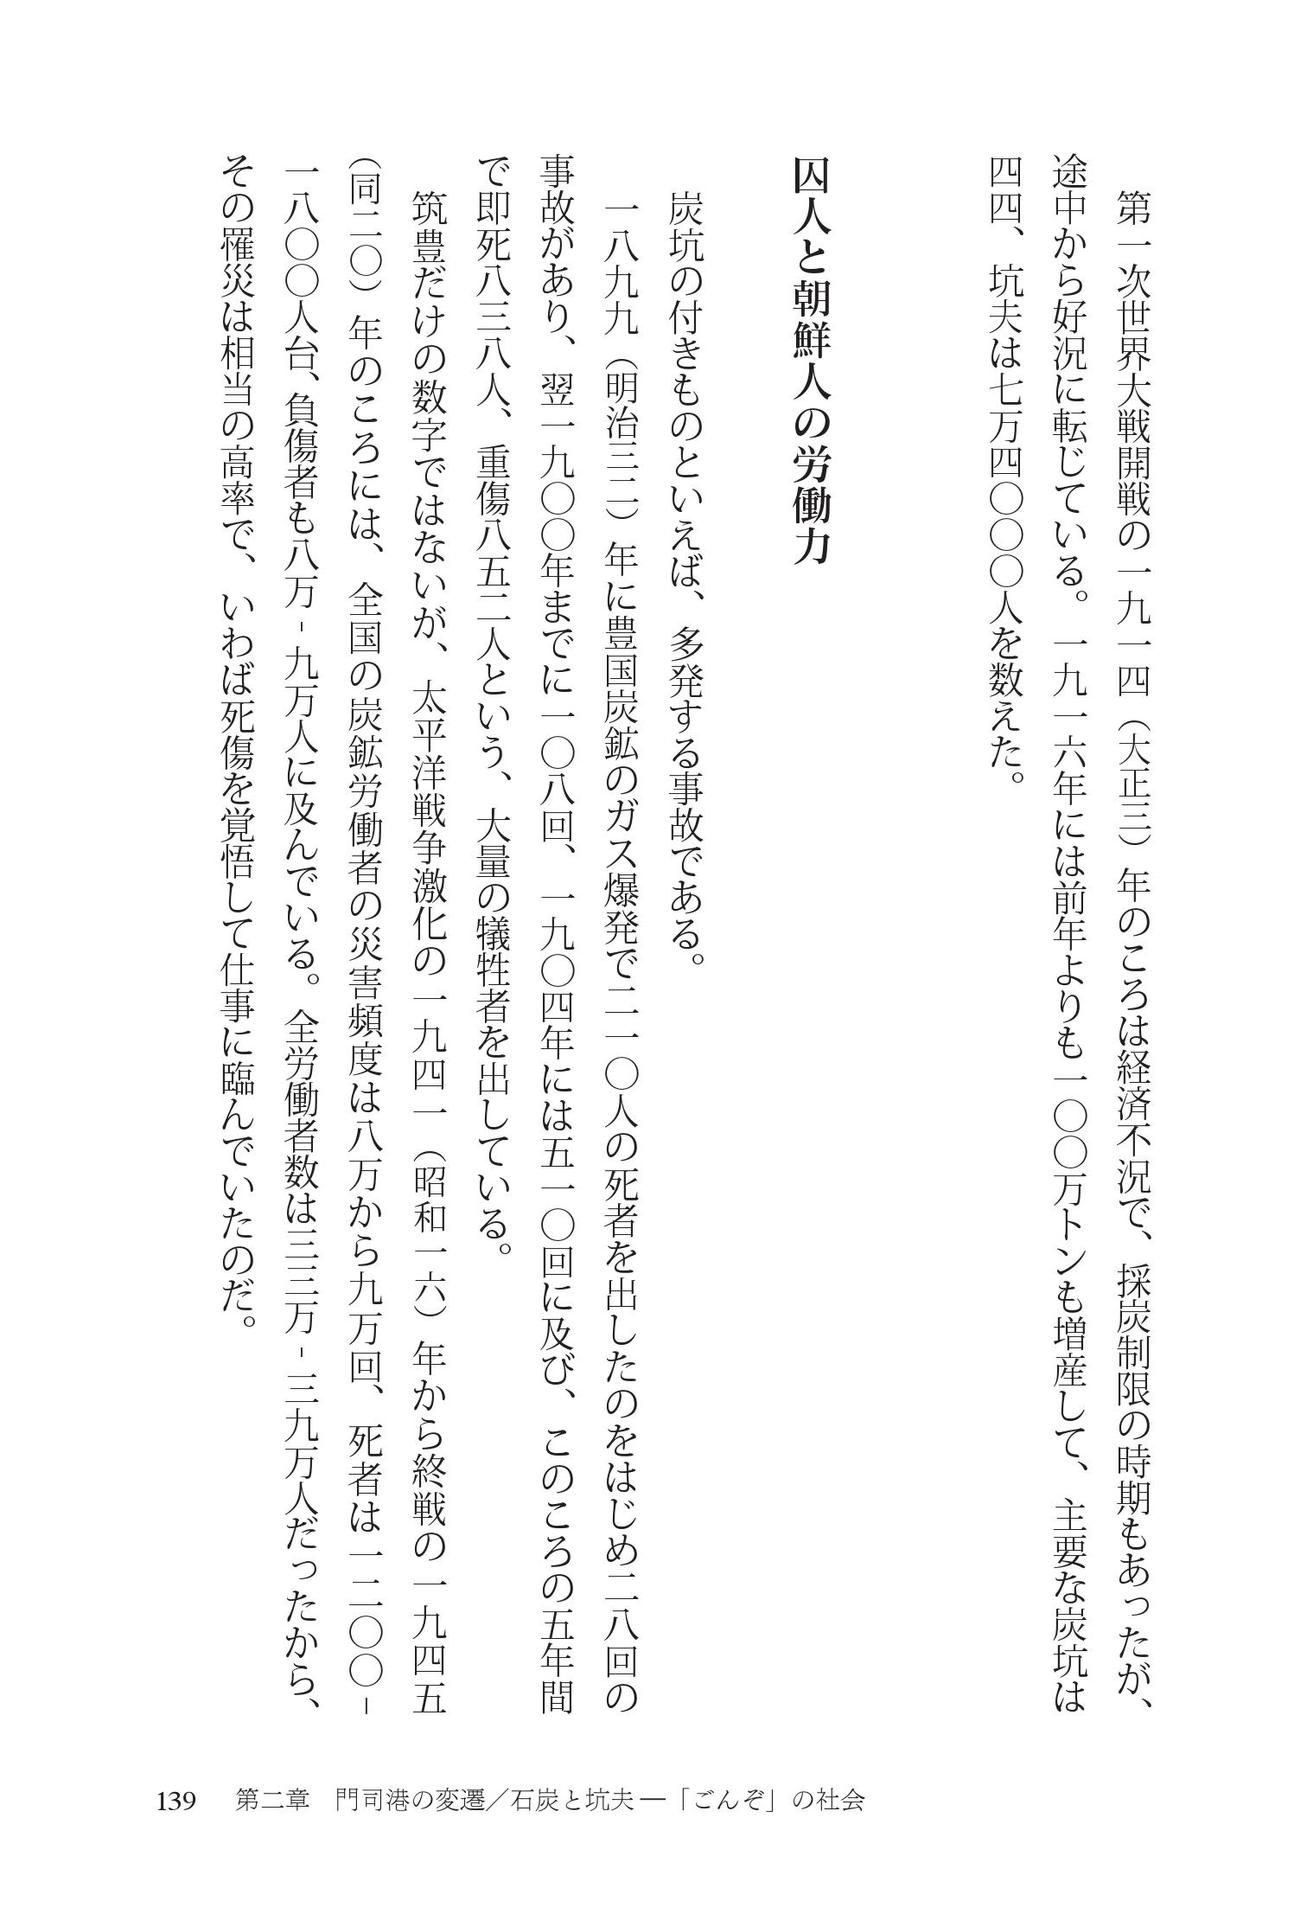 第一次世界大戦開戦の一九一四（大正三）年のころは経済不況で、採炭制限の時期もあったが、
途中から好況に転じている。一九一六年には前年よりも一〇〇万トンも増産して、主要な炭坑は
四四、坑夫は七万四〇〇〇人を数えた。
囚人と朝鮮人の労働力
炭坑の付きものといえば、多発する事故である。
一八九九（明治三二）年に豊国炭鉱のガス爆発で二一〇人の死者を出したのをはじめ二八回の
事故があり、翌一九〇〇年までに一〇八回、一九〇四年には五一〇回に及び、このころの五年間
で即死八三八人、重傷八五二人という、大量の犠牲者を出している。
筑豊だけの数字ではないが、太平洋戦争激化の一九四一（昭和一六）年から終戦の一九四五
（同二〇）年のころには、全国の炭鉱労働者の災害頻度は八万から九万回、死者は一二〇〇-
一八〇〇人台、負傷者も八万-九万人に及んでいる。全労働者数は三三万-三九万人だったから、
その罹災は相当の高率で、いわば死傷を覚悟して仕事に臨んでいたのだ。
139 第二章　門司港の変遷／石炭と坑夫―「ごんぞ」の社会